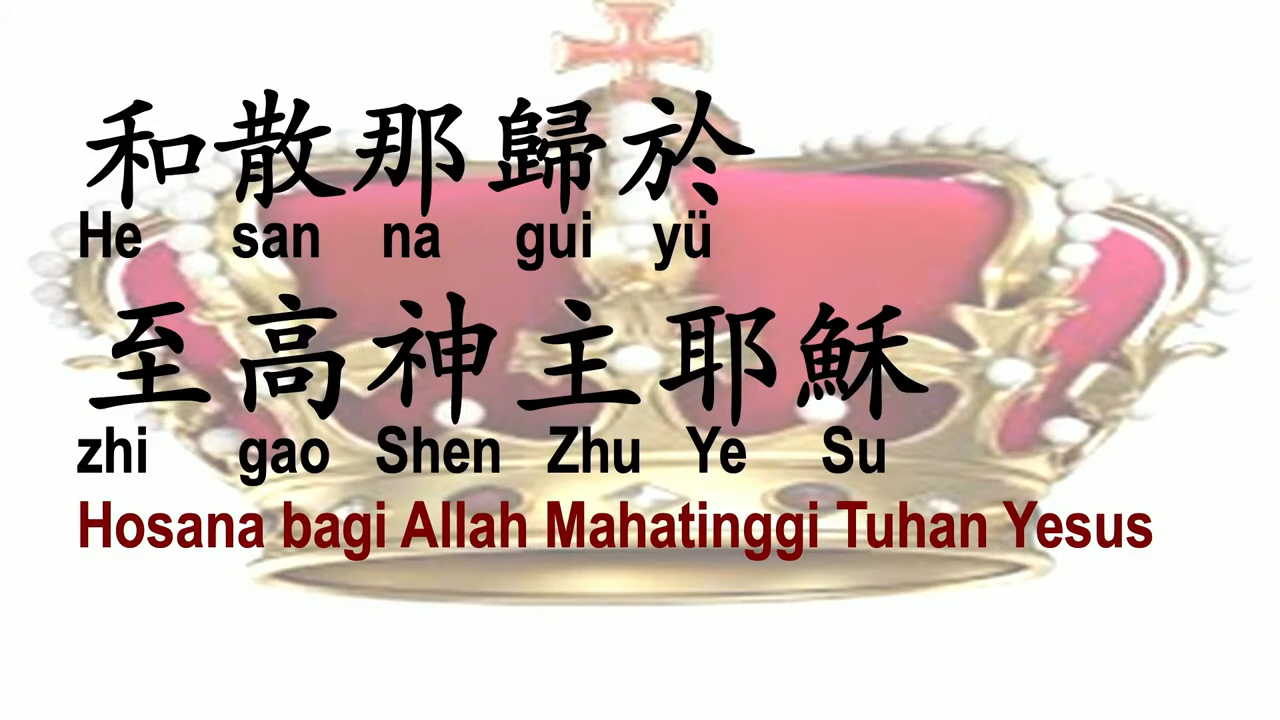 和散那歸於
He san na gui yü
至高神主耶穌
zhi gao Shen Zhu Ye Su
Hosana bagi Allah Mahatinggi Tuhan Yesus